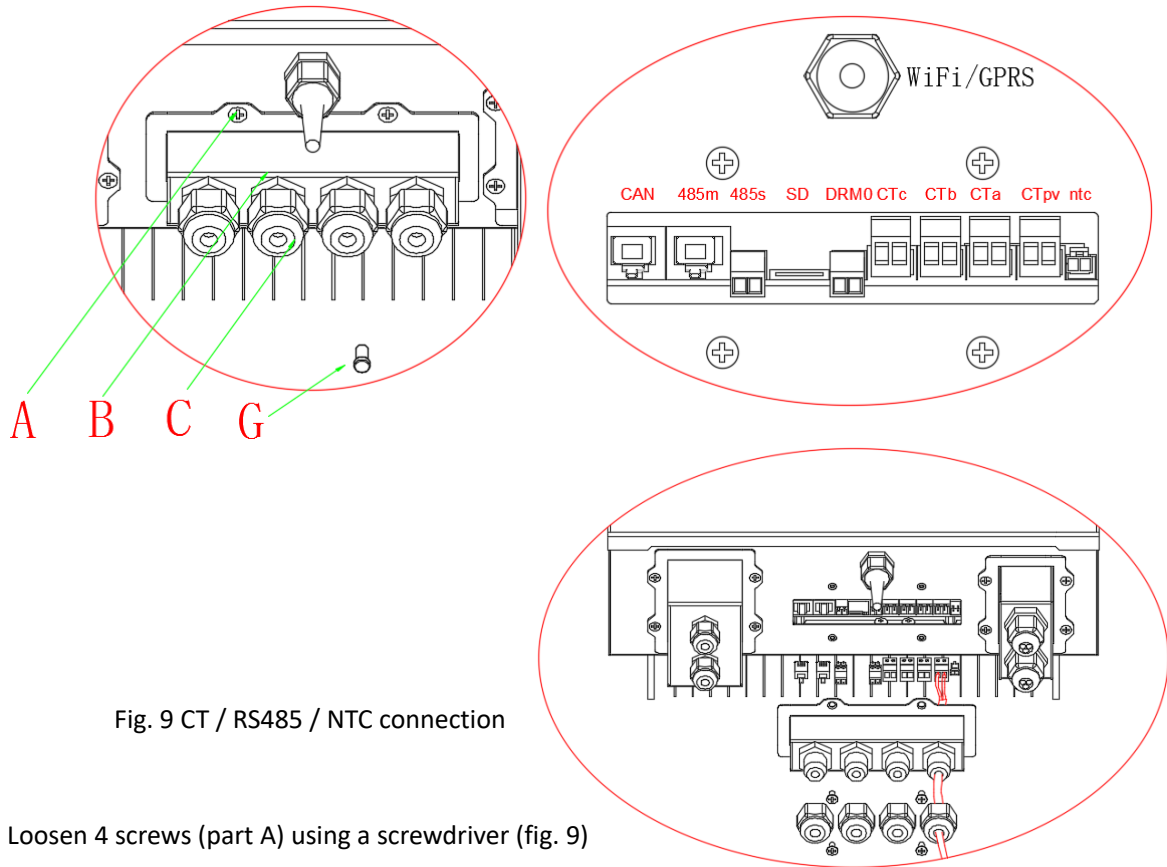 WiFi/GPRS
CAN 485m 485s SD DRM0 CTc CTb CTa CTpv ntc
A B C G
Fig. 9 CT / RS485 / NTC connection
Loosen 4 screws (part A) using a screwdriver (fig. 9)